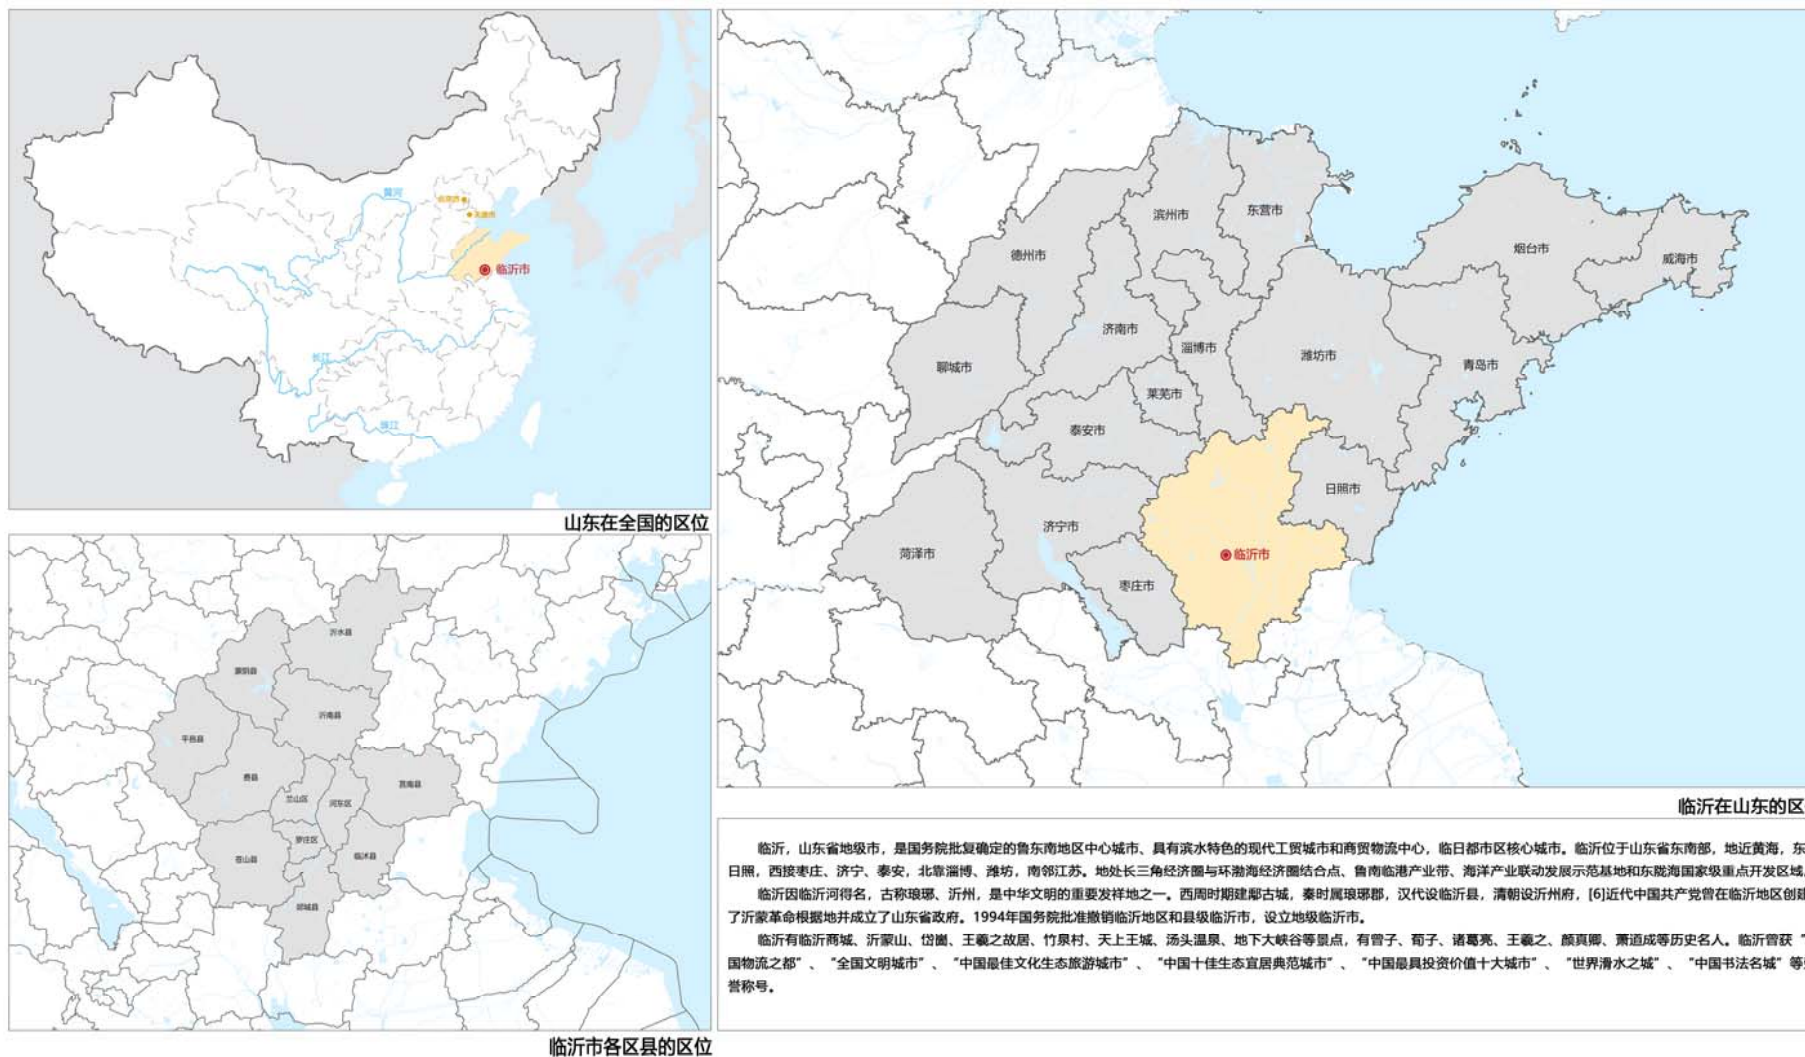 黄河
天津市
临沂市
长江
珠江
山东在全国的区位
沂水县
蒙阴县
沂南县
平邑县
费县
莒南县
兰山区
河东区
罗庄区
苍山县
临沭县
郯城县
临沂市各区县的区位
滨州市
东营市
德州市
烟台市
威海市
济南市
淄博市
潍坊市
聊城市
青岛市
莱芜市
泰安市
日照市
济宁市
菏泽市
临沂市
枣庄市
临沂在山东的区
临沂，山东省地级市，是国务院批复确定的鲁东南地区中心城市、具有滨水特色的现代工贸城市和商贸物流中心，临日都市区核心城市。临沂位于山东省东南部，地近黄海，东
日照，西接枣庄、济宁、泰安，北靠淄博、潍坊，南邻江苏。地处长三角经济圈与环渤海经济圈结合点、鲁南临港产业带、海洋产业联动发展示范基地和东陇海国家级重点开发区域。
临沂因临沂河得名，古称琅琊、沂州，是中华文明的重要发祥地之一。西周时期建鄅古城，秦时属琅琊郡，汉代设临沂县，清朝设沂州府，[6]近代中国共产党曾在临沂地区创建
了沂蒙革命根据地并成立了山东省政府。1994年国务院批准撤销临沂地区和县级临沂市，设立地级临沂市。
临沂有临沂商城、沂蒙山、岱崮、王羲之故居、竹泉村、天上王城、汤头温泉、地下大峡谷等景点，有曾子、荀子、诸葛亮、王羲之、颜真卿、萧道成等历史名人。临沂曾获“
国物流之都”、“全国文明城市”、“中国最佳文化生态旅游城市”、“中国十佳生态宜居典范城市”、“中国最具投资价值十大城市”、“世界滑水之城”、“中国书法名城”等
誉称号。